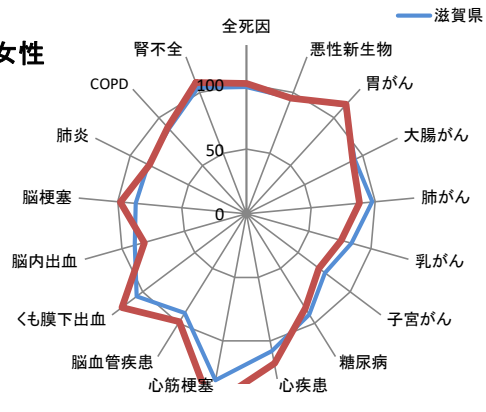 滋賀県
女性
全死因
悪性新生物
胃がん
大腸がん
肺がん
乳がん
子宮がん
糖尿病
心疾患
心筋梗塞
脳血管疾患
くも膜下出血
脳内出血
脳梗塞
肺炎
COPD
腎不全
100
50
0